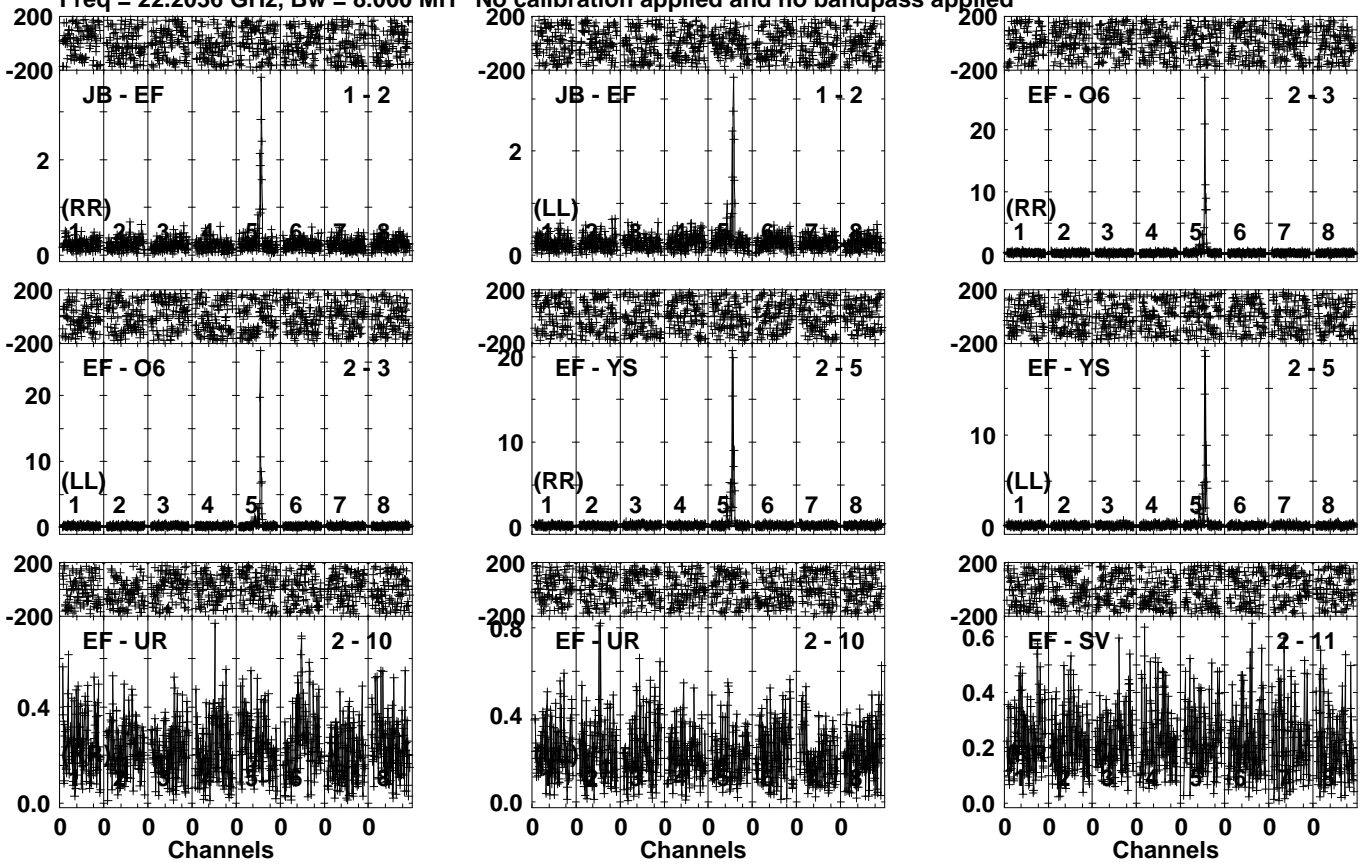 Freq = 22.2036 GHz, Bw = 8.000 MH No calibration applied and no bandpass applied
200 200 200
-200 -200 -200
JB - EF 1 - 2 JB - EF 1 - 2 EF - O6 2 - 3
2 2 20
10
(RR) (LL) (RR)
1 2 3 4 5 6 7 8 1 2 3 4 5 6 7 8 1 2 3 4 5 6 7 8
0 0 0
200 200 200
-200 -200 -200
20
EF - O6 2 - 3 EF - YS 2 - 5 EF - YS 2 - 5
20
10 10 10
(LL) (RR) (LL)
1 2 3 4 5 6 7 8 1 2 3 4 5 6 7 8 1 2 3 4 5 6 7 8
0 0 0
200 200 200
-200 -200 -200
0.8 0.6
EF - UR 2 - 10 EF - UR 2 - 10 EF - SV 2 - 11
0.4 0.4 0.4
0.2
0.0 0.0 0.0
0 0 0 0 0 0 0 0 0 0 0 0 0 0 0 0 0 0 0 0 0 0 0 0
Channels Channels Channels